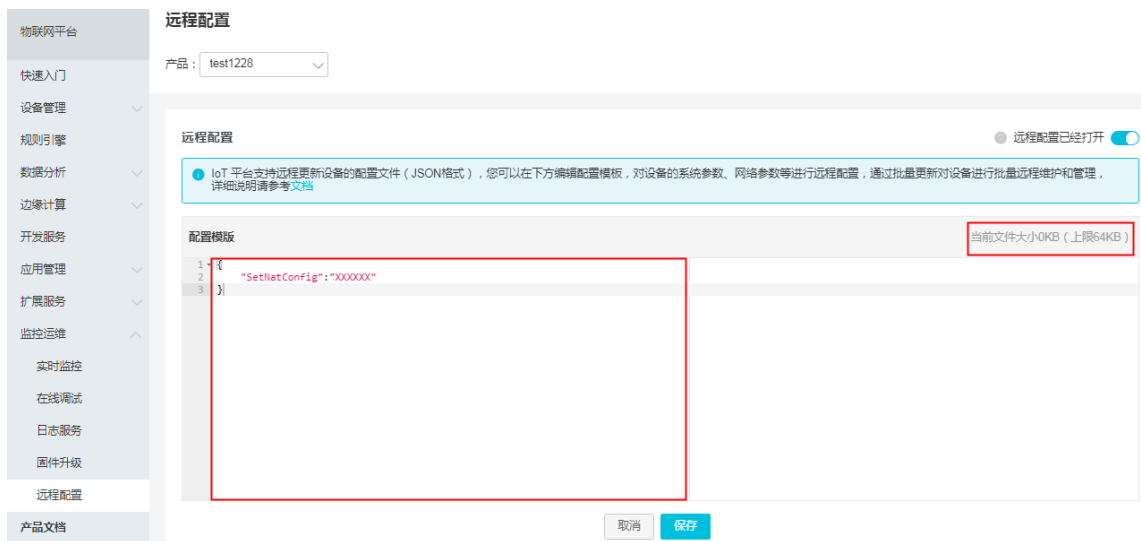 物联网平台
快速入门
设备管理
规则引擎
数据分析
边缘计算
开发服务
应用管理
扩展服务
监控运维
实时监控
在线调试
日志服务
固件升级
远程配置
产品文档
远程配置
产品： test1228
远程配置
远程配置已经打开
IoT 平台支持远程更新设备的配置文件（JSON格式），您可以在下方编辑配置模板，对设备的系统参数、网络参数等进行远程配置，通过批量更新对设备进行批量远程维护和管理，
详细说明请参考文档
配置模版
当前文件大小0KB（上限64KB）
1 {
2 "SetNatConfig":"XXXXXX"
3 }
取消 保存